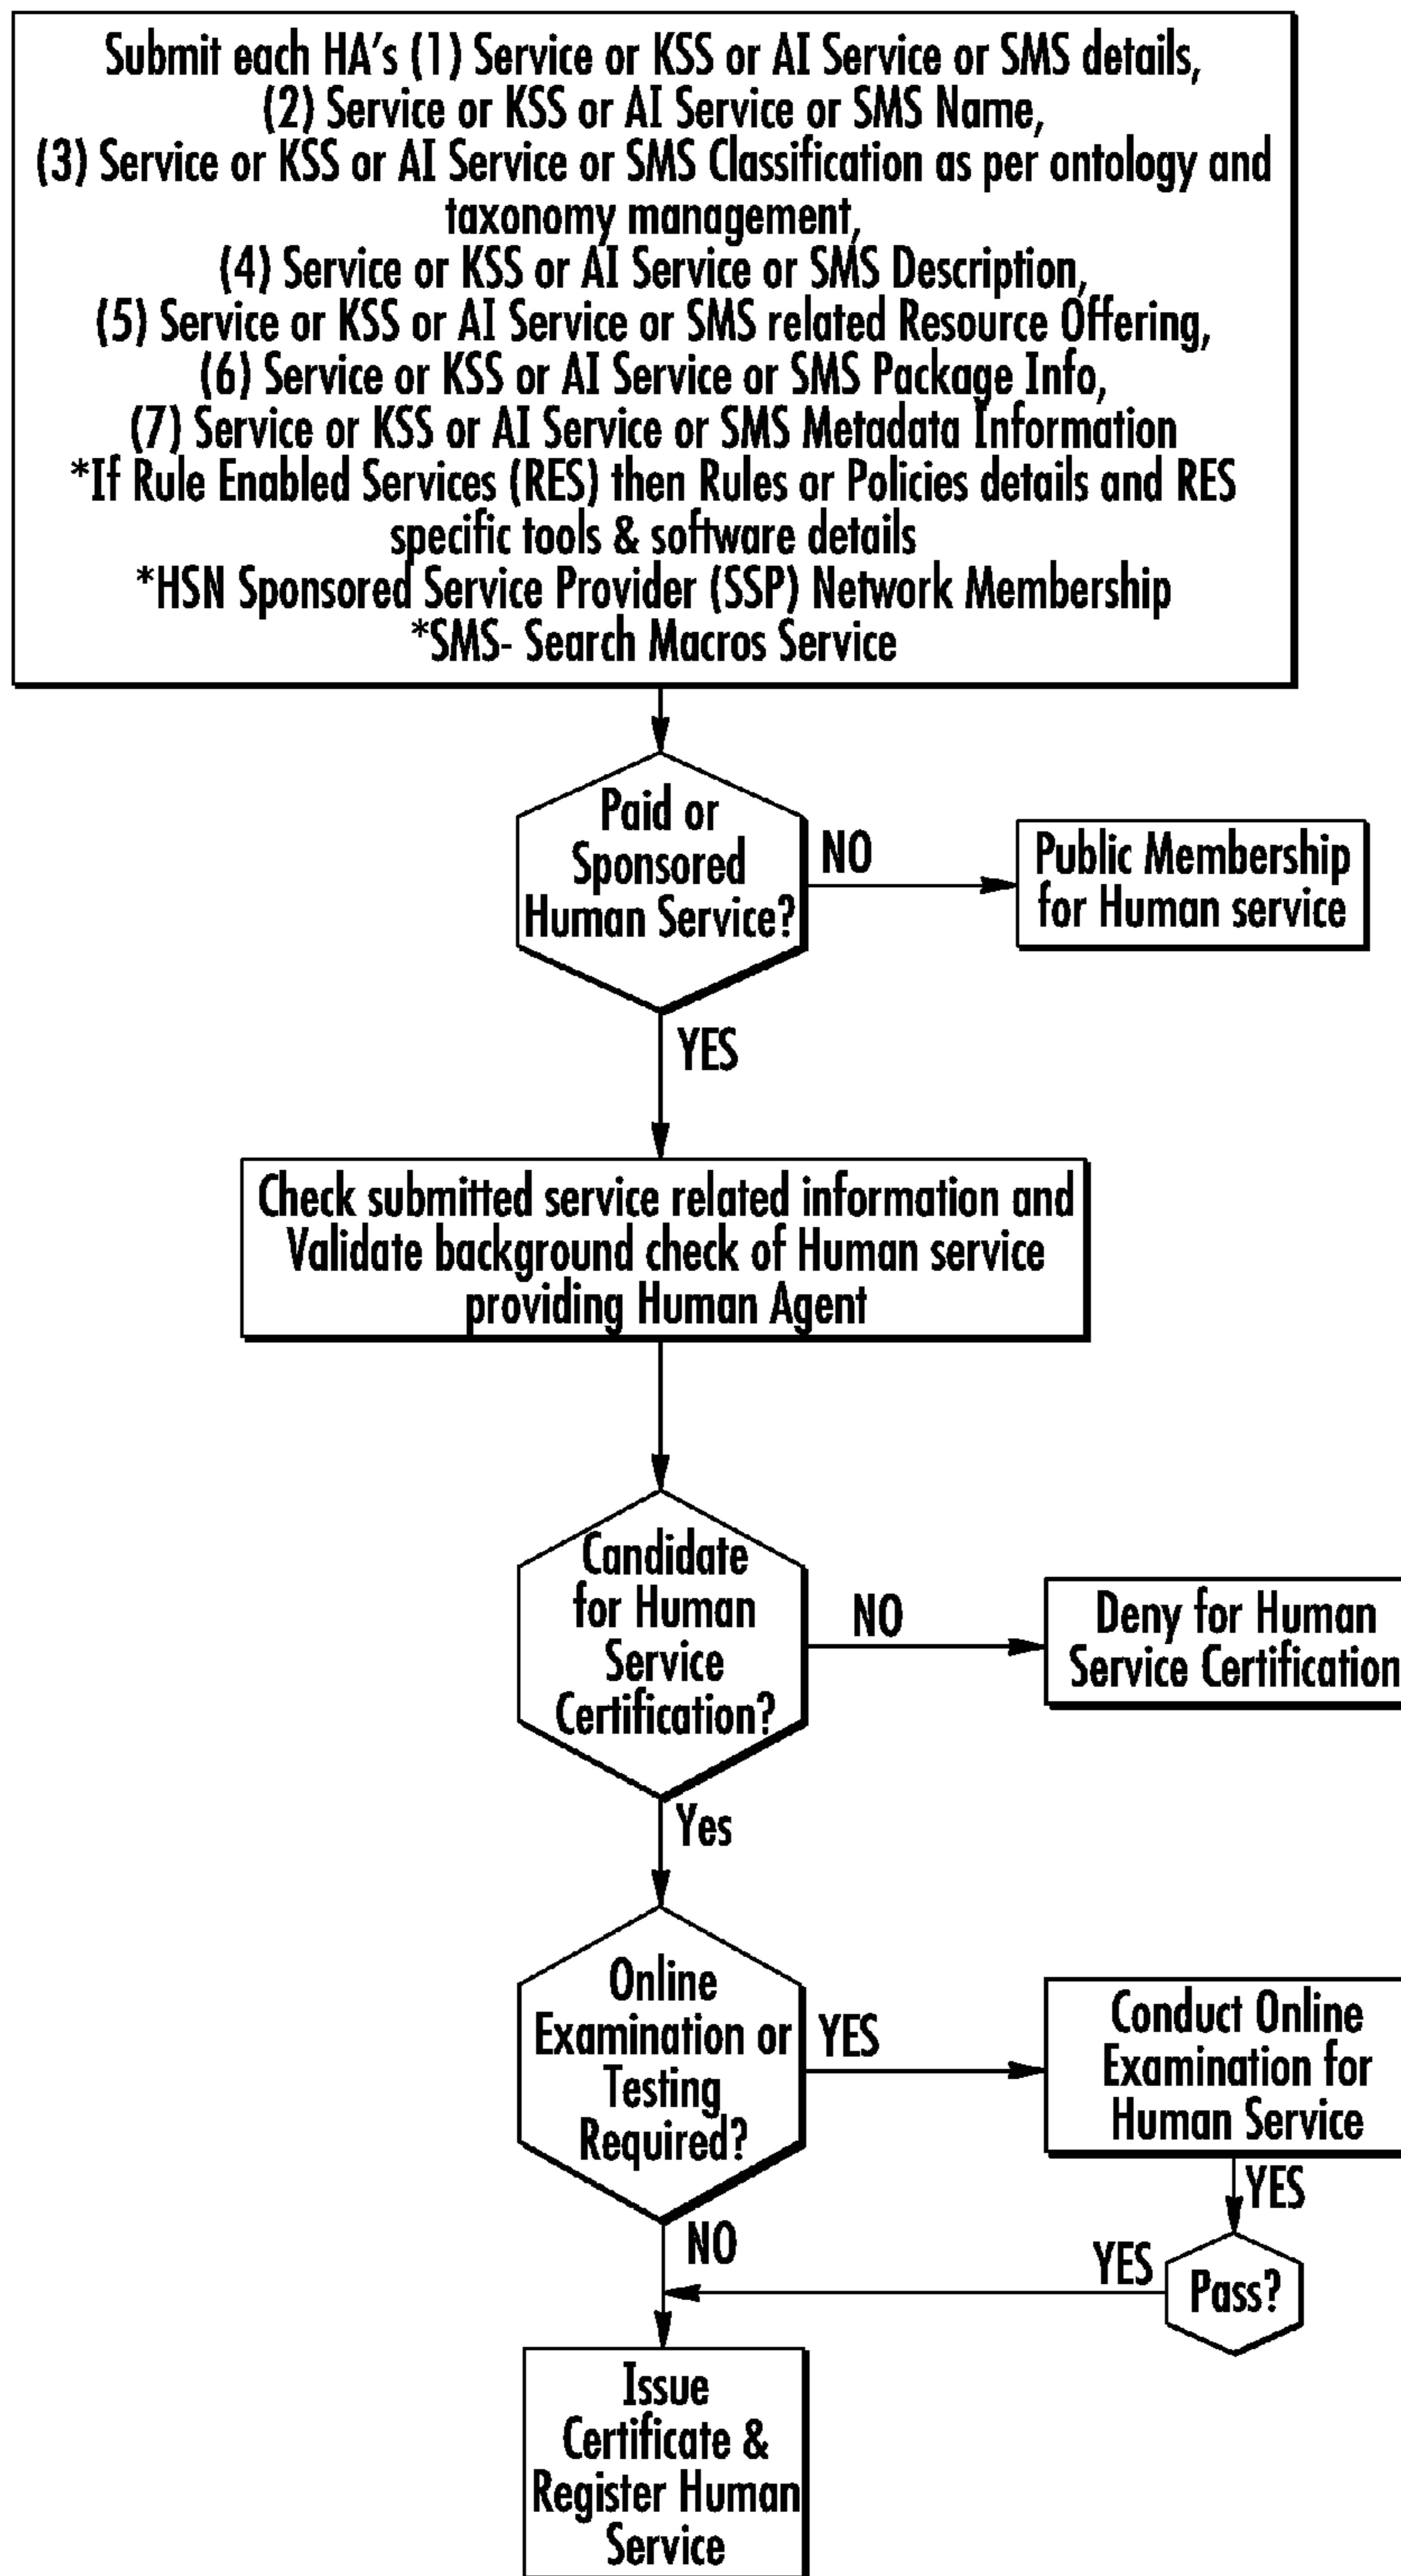 Submit each HA's (1) Service or KSS or AI Service or SMS details,
(2) Service or KSS or AI Service or SMS Name,
(3) Service or KSS or AI Service or SMS Classification as per antology and
taxonomy management,
(4) Service or KSS or AI Service or SMS Description,
(5) Service or KSS or AI Service or SMS related Resource Offering,
(6) Service or KSS or AI Service or SMS Package Info,
(7) Service or KSS or AI Service or SMS Metadata Information
*If Rule Enabled Services (RES) then Rules or Policies details and RES
specific tools & software details
*HSN Sponsored Service Provider (SSP) Network Membership
*SMS- Search Macros Service
Paid or
Sponsored
Human Service?
NO
Public Membership
for Human service
YES
Check submitted service related information and
Validate background check of Human service
providing Human Agent
Candidate
for Human
Service
Certification?
NO
Deny for Human
Service Certification
Yes
Online
Examination or
Testing
Required?
YES
Conduct Online
Examination for
Human Service
YES
NO
YES
Pass?
Issue
Certificate &
Register Human
Service